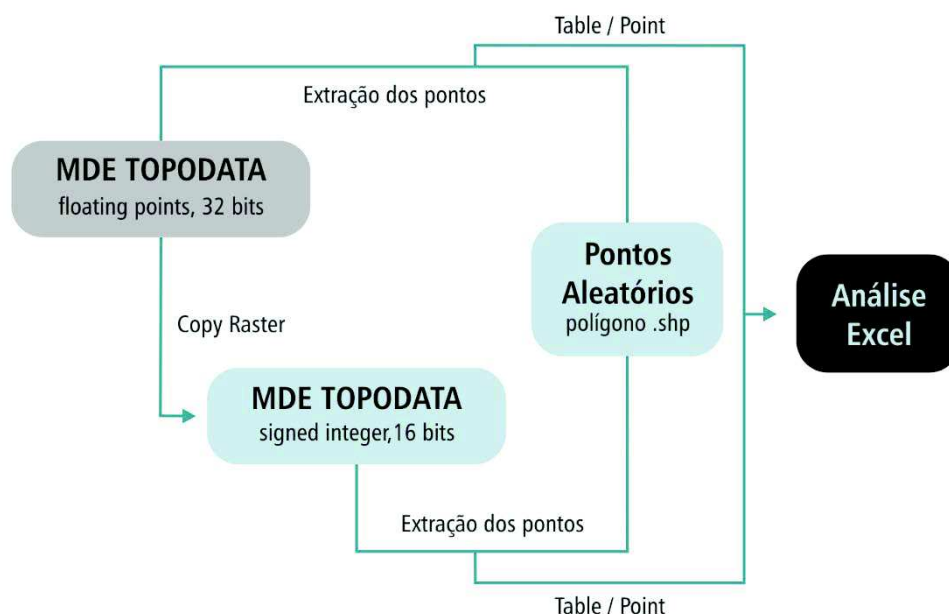 Table / Point
Extração dos pontos
MDE TOPODATA
floating points, 32 bits
Pontos
Aleatórios
polígono .shp
Análise
Excel
Copy Raster
MDE TOPODATA
signed integer,16 bits
Extração dos pontos
Table / Point